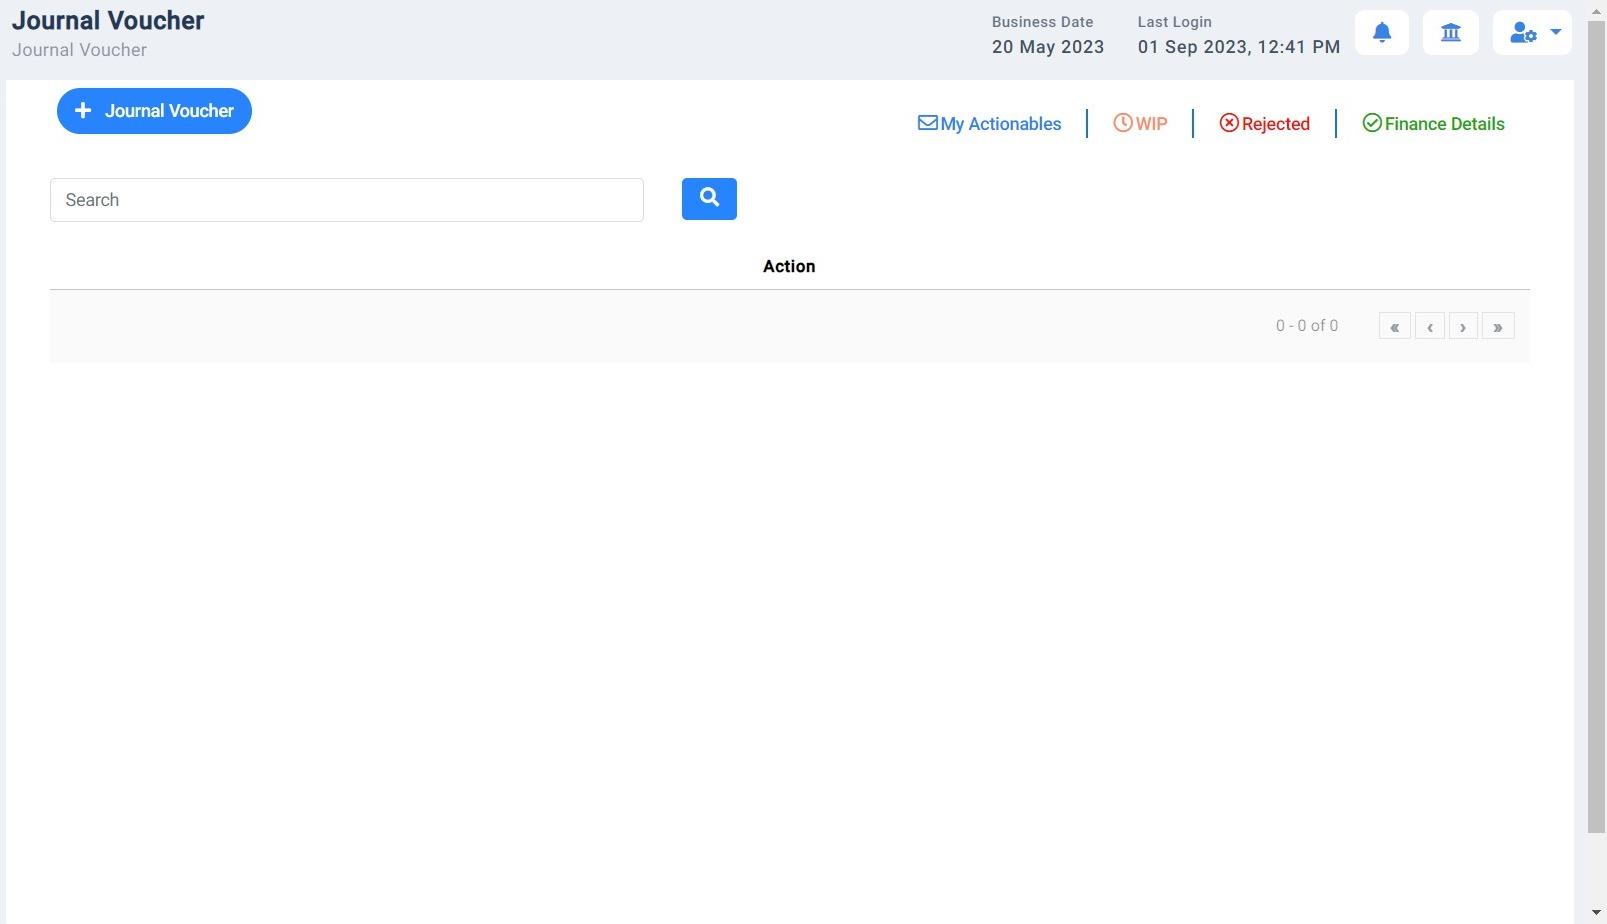 Journal Voucher
Journal Voucher
Business Date
20 May 2023
Last Login
01 Sep 2023, 12:41 PM
+ Journal Voucher
My Actionables
WIP
Rejected
Finance Details
Search
Action
0 - 0 of 0
« ‹ › »